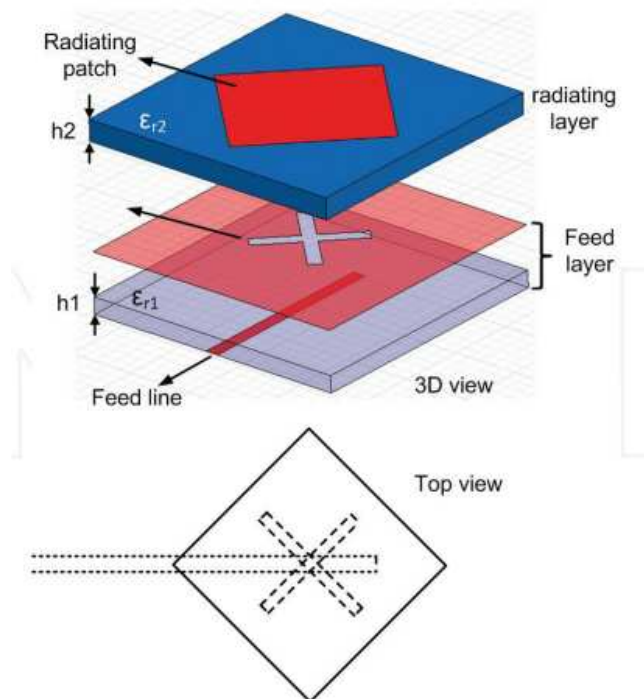 Radiating
patch
h2
εr2
radiating
layer
Feed
layer
h1
εr1
Feed line
3D view
Top view